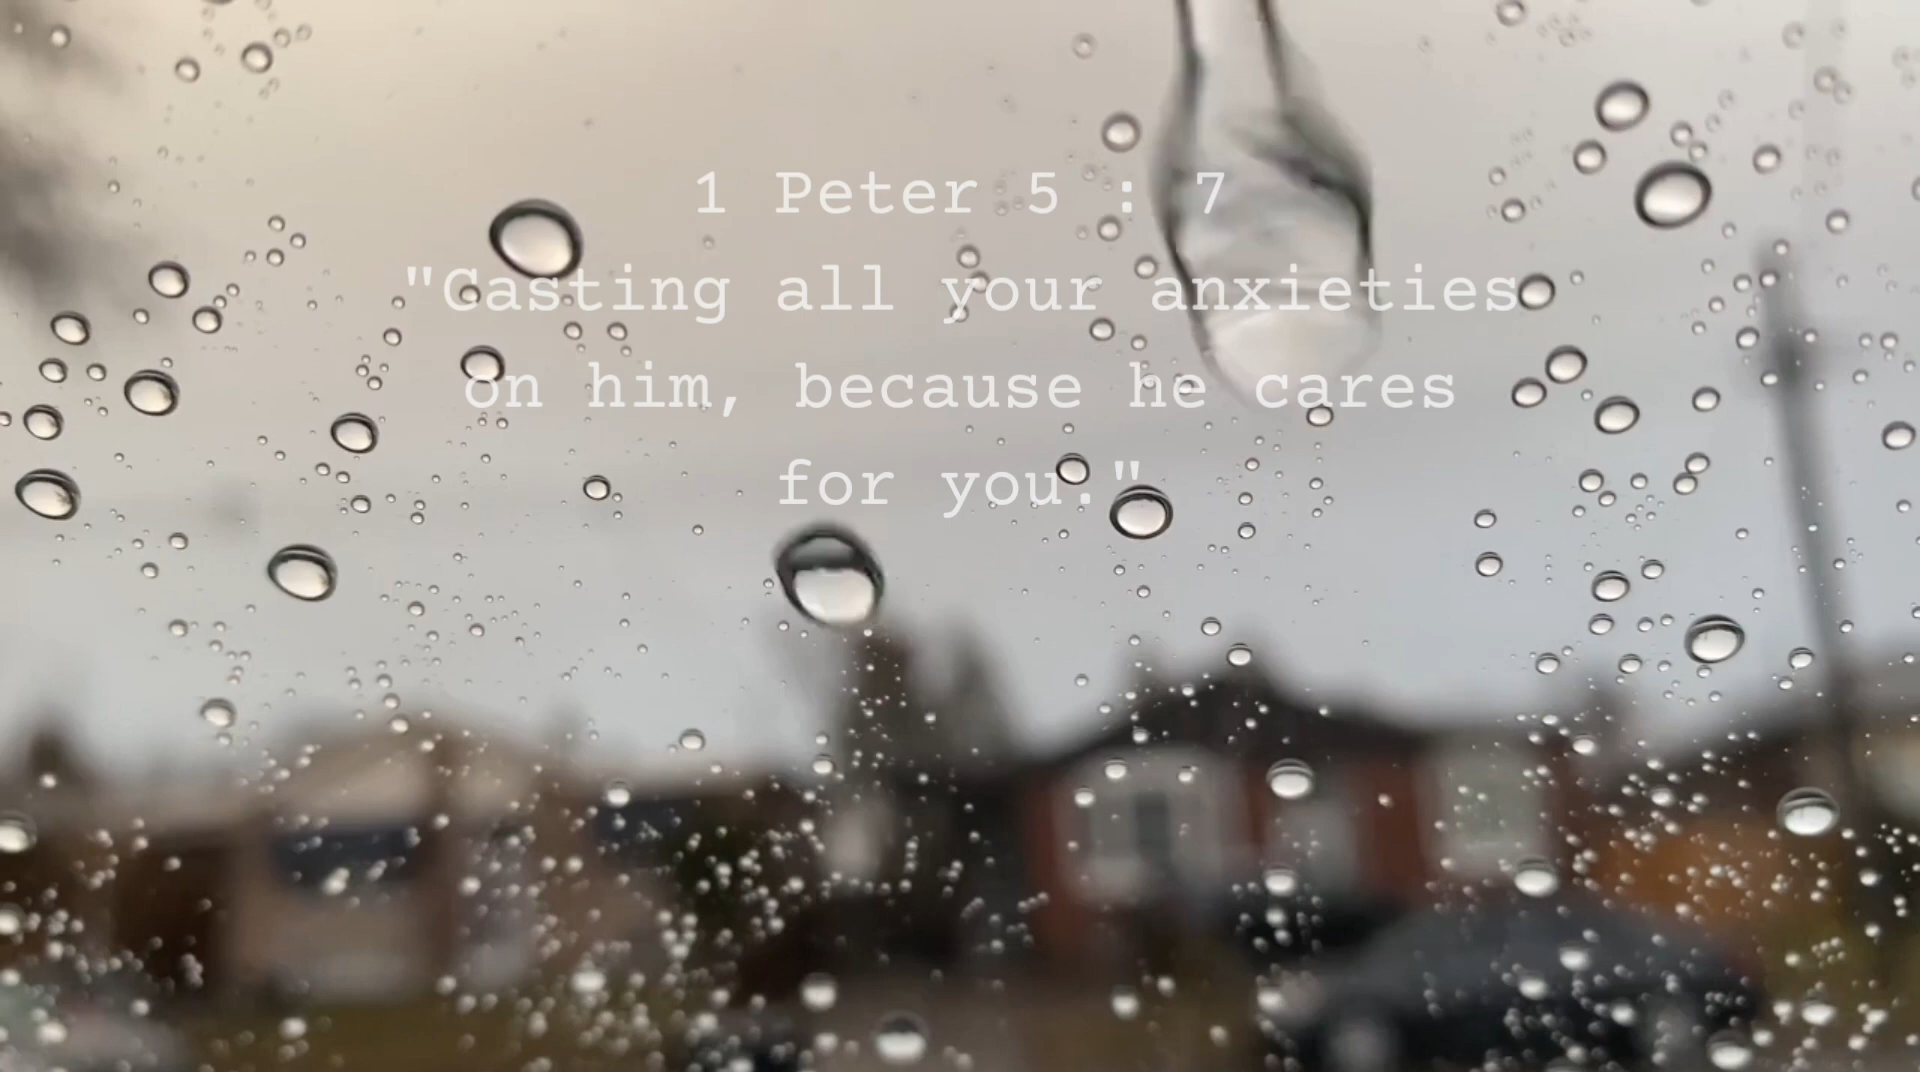 1 Peter 5 : 7
"Casting all your anxieties
on him, because he cares
for you."